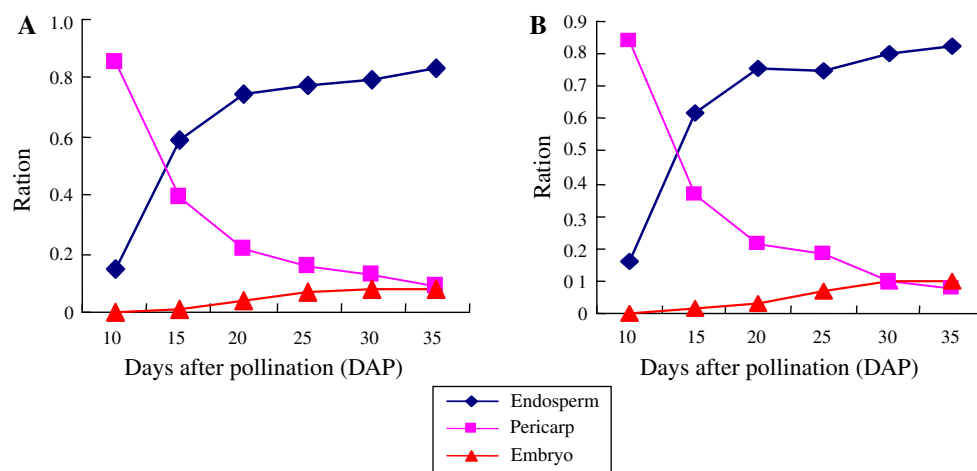 A
1.0
0.8
0.6
0.4
0.2
0
Ration
10 15 20 25 30 35
Days after pollination (DAP)
B
0.9
0.8
0.7
0.6
0.5
0.4
0.3
0.2
0.1
0
Ration
10 15 20 25 30 35
Days after pollination (DAP)
Endosperm
Pericarp
Embryo